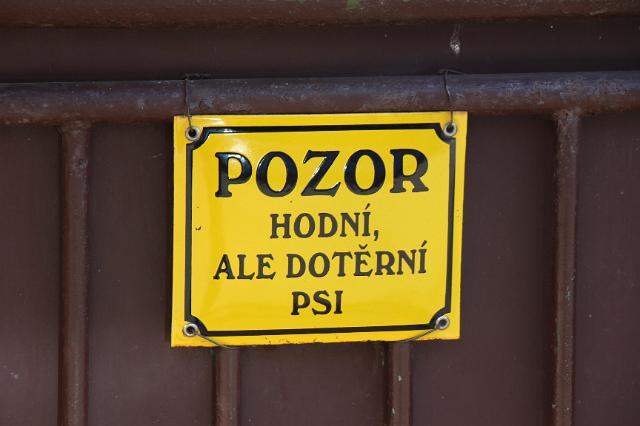 POZOR
HODNÍ,
ALE DOTĚRNÍ
PSI